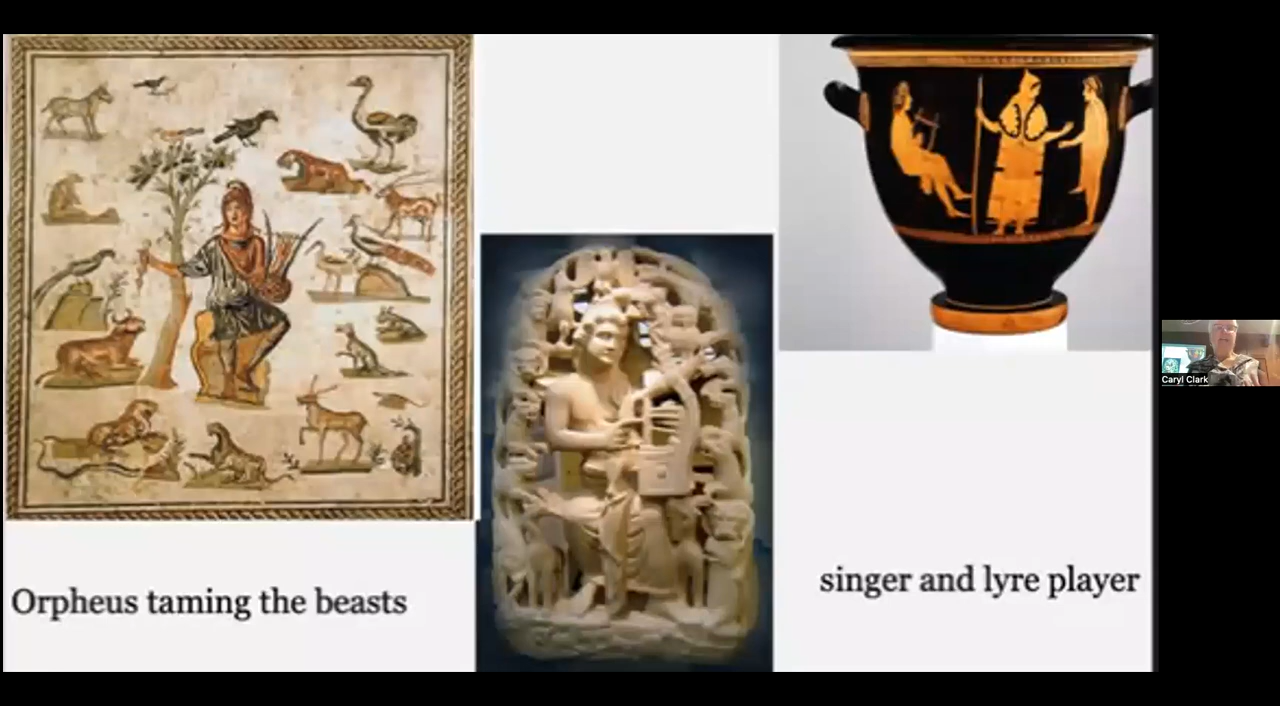 Orpheus taming the beasts
singer and lyre player
Caryl Clark